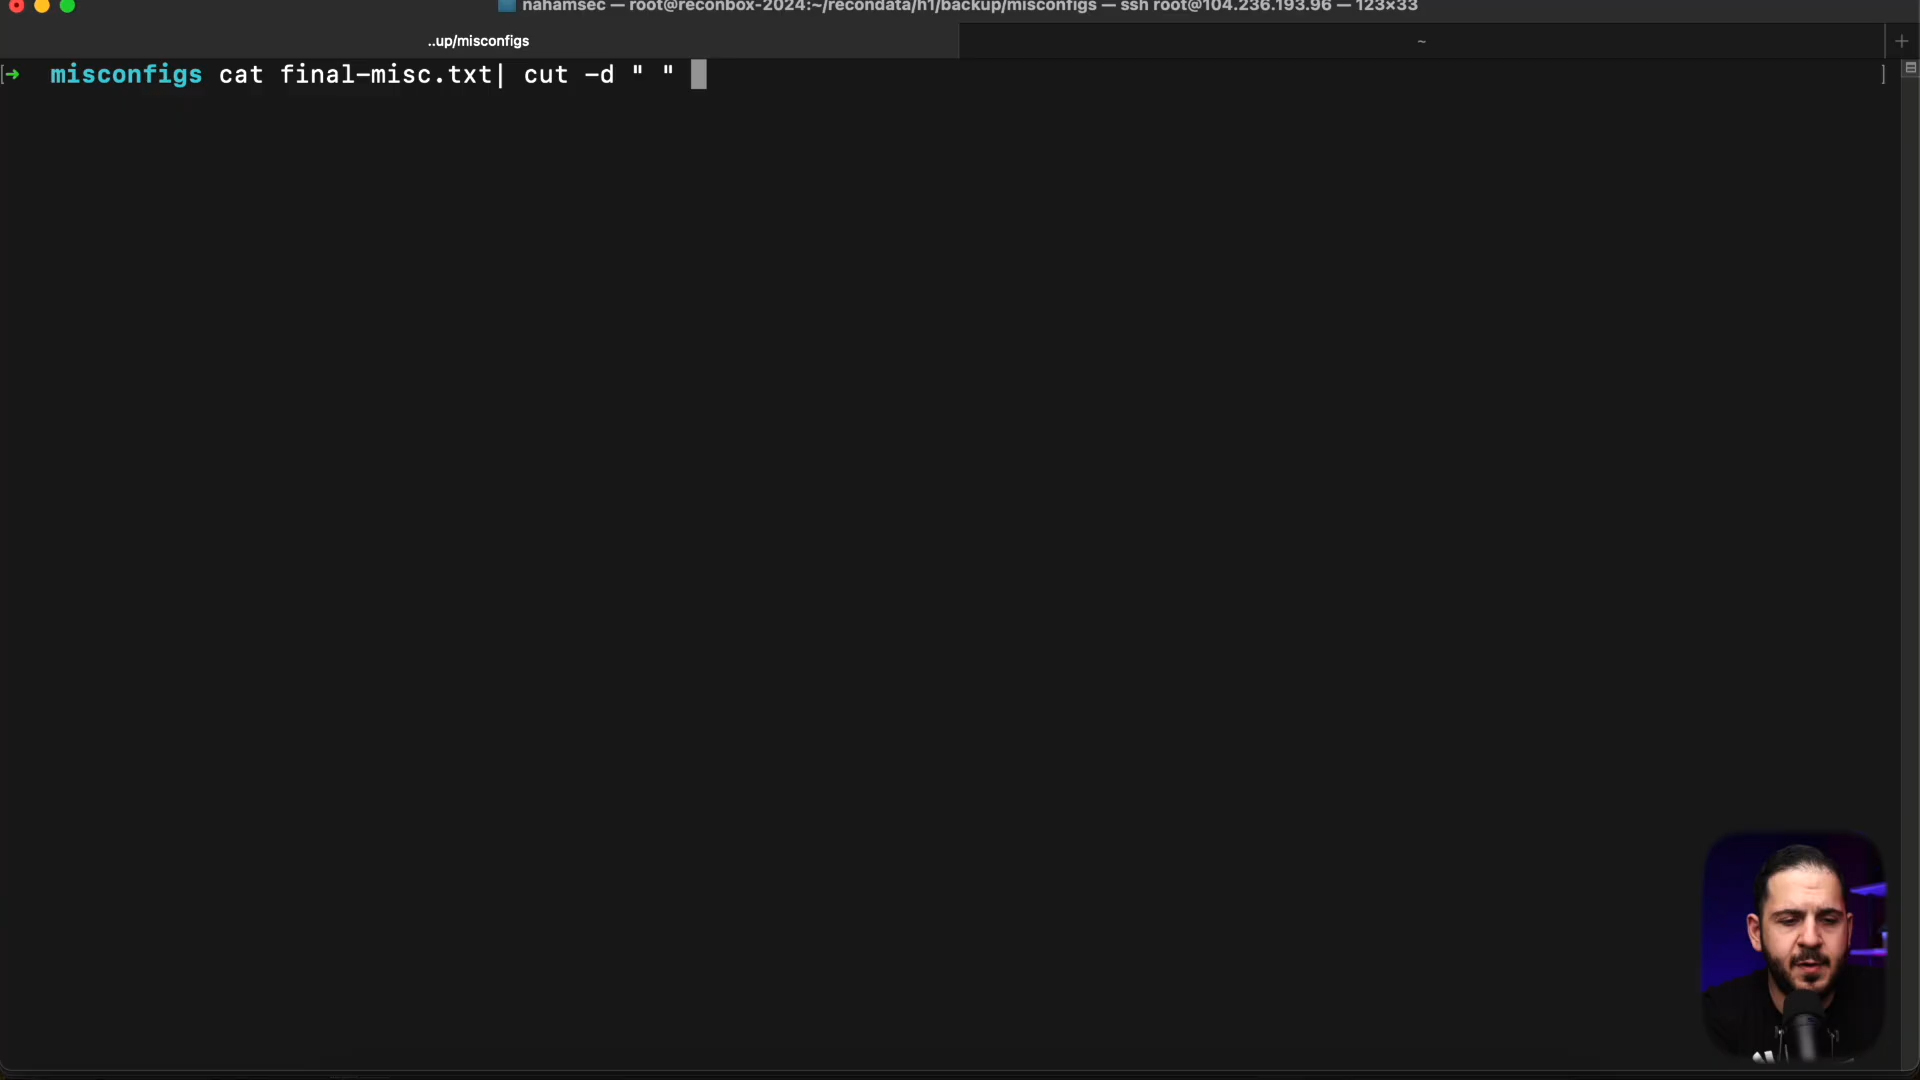 nahamsec — root@reconbox-2024:~/recondata/h1/backup/misconfigs — ssh root@104.236.193.96 — 123×33
..up/misconfigs
~
[➜ misconfigs cat final-misc.txt| cut -d " " ]